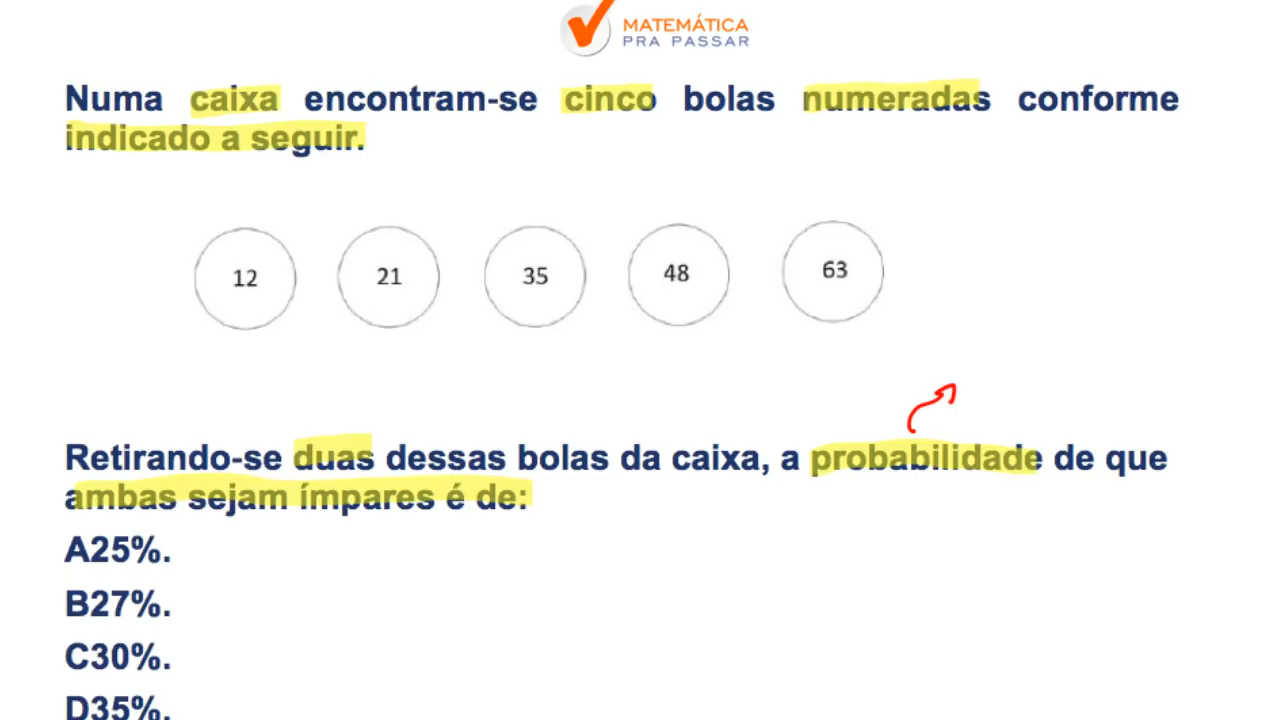 MATEMÁTICA
PRA PASSAR
Numa caixa encontram-se cinco bolas numeradas conforme
indicado a seguir.
12 21 35 48 63
Retirando-se duas dessas bolas da caixa, a probabilidade de que
ambas sejam ímpares é de:
A25%.
B27%.
C30%.
D35%.